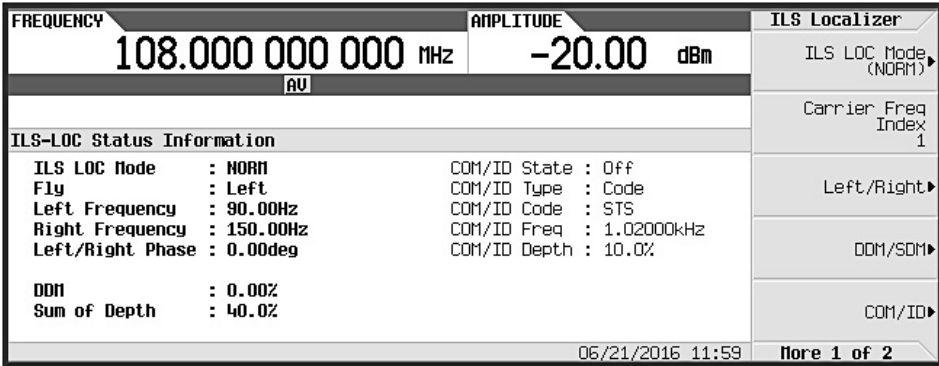 FREQUENCY
108.000 000 000 MHz
AMPLITUDE
-20.00 dBm
AV
ILS-LOC Status Information
ILS LOC Mode : NORM
Fly : Left
Left Frequency : 90.00Hz
Right Frequency : 150.00Hz
Left/Right Phase : 0.00deg
DDM : 0.00%
Sum of Depth : 40.0%
COM/ID State : Off
COM/ID Type : Code
COM/ID Code : STS
COM/ID Freq : 1.02000kHz
COM/ID Depth : 10.0%
06/21/2016 11:59
ILS Localizer
ILS LOC Mode
(NORM)
Carrier Freq
Index
1
Left/Right
DDM/SDM
COM/ID
More 1 of 2